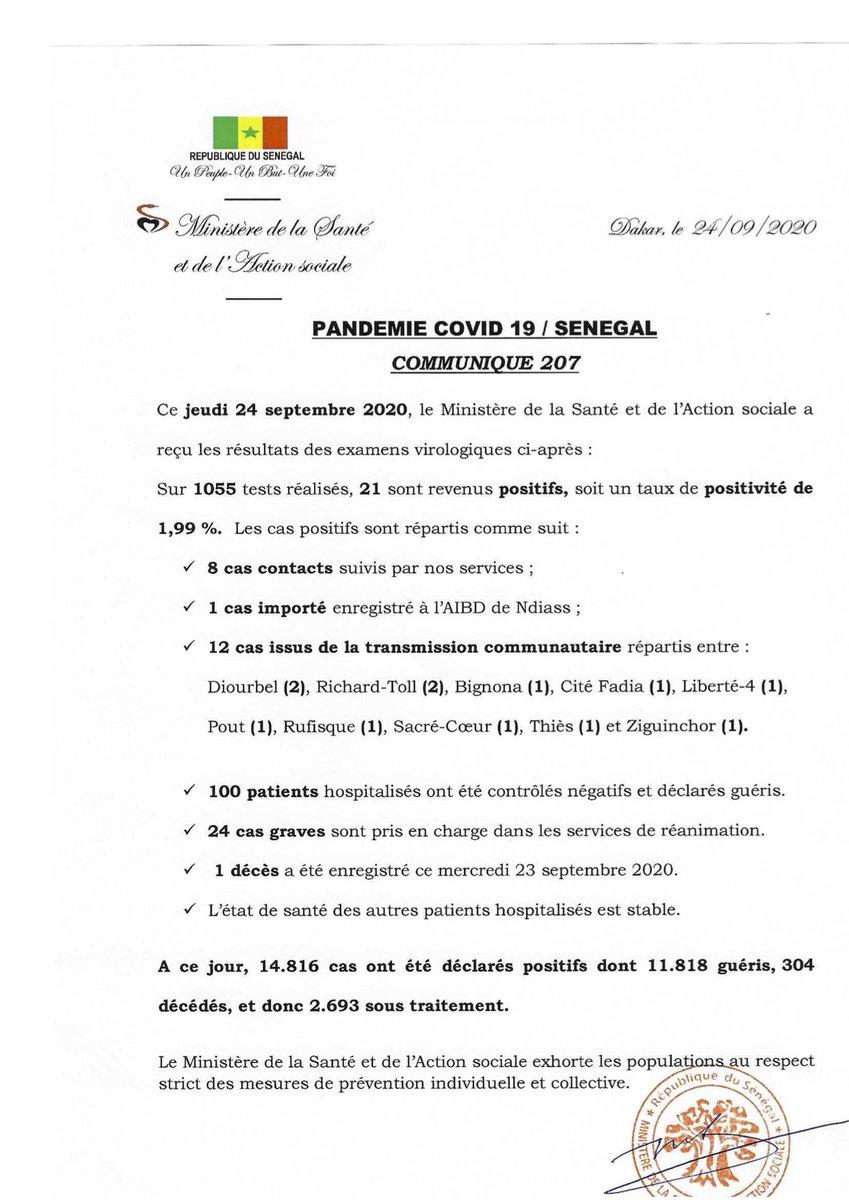 REPUBLIQUE DU SENEGAL
Un Peuple-Un But-Une Foi
Ministère de la Santé
et de l'Action sociale
Dakar, le 24/09/2020
PANDEMIE COVID 19 / SENEGAL
COMMUNIQUE 207
Ce jeudi 24 septembre 2020, le Ministère de la Santé et de l'Action sociale a
reçu les résultats des examens virologiques ci-après :
Sur 1055 tests réalisés, 21 sont revenus positifs, soit un taux de positivité de
1,99 %. Les cas positifs sont répartis comme suit :
✓ 8 cas contacts suivis par nos services ;
✓ 1 cas importé enregistré à l'AIBD de Ndiass ;
✓ 12 cas issus de la transmission communautaire répartis entre :
Diourbel (2), Richard-Toll (2), Bignona (1), Cité Fadia (1), Liberté-4 (1),
Pout (1), Rufisque (1), Sacré-Cœur (1), Thiès (1) et Ziguinchor (1).
✓ 100 patients hospitalisés ont été contrôlés négatifs et déclarés guéris.
✓ 24 cas graves sont pris en charge dans les services de réanimation.
✓ 1 décès a été enregistré ce mercredi 23 septembre 2020.
✓ L'état de santé des autres patients hospitalisés est stable.
A ce jour, 14.816 cas ont été déclarés positifs dont 11.818 guéris, 304
décédés, et donc 2.693 sous traitement.
Le Ministère de la Santé et de l'Action sociale exhorte les populations au respect
strict des mesures de prévention individuelle et collective.
République du Sénégal
MINISTÈRE DE LA
ACTION SOCIALE